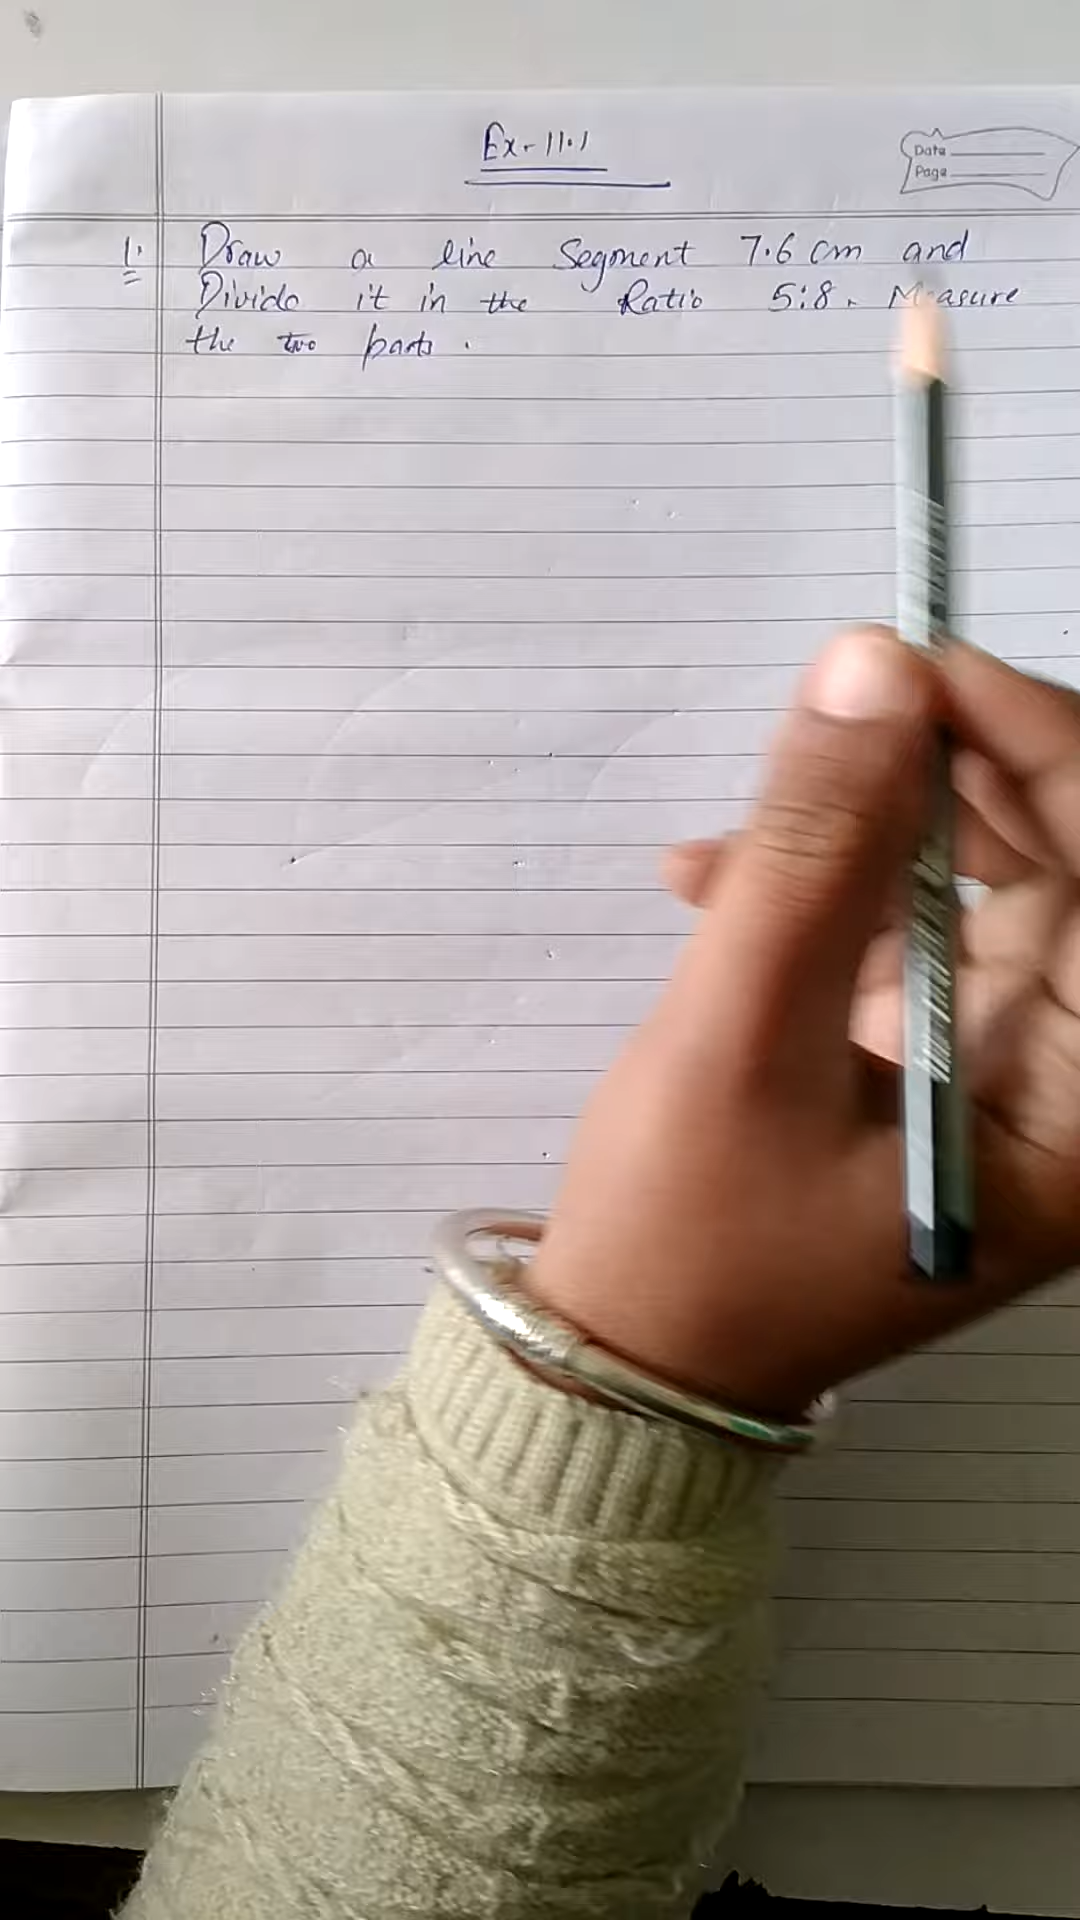 Ex-11.1
Date
Page
1. Draw a line Segment 7.6 cm and
Divide it in the Ratio 5:8. Measure
the two parts.